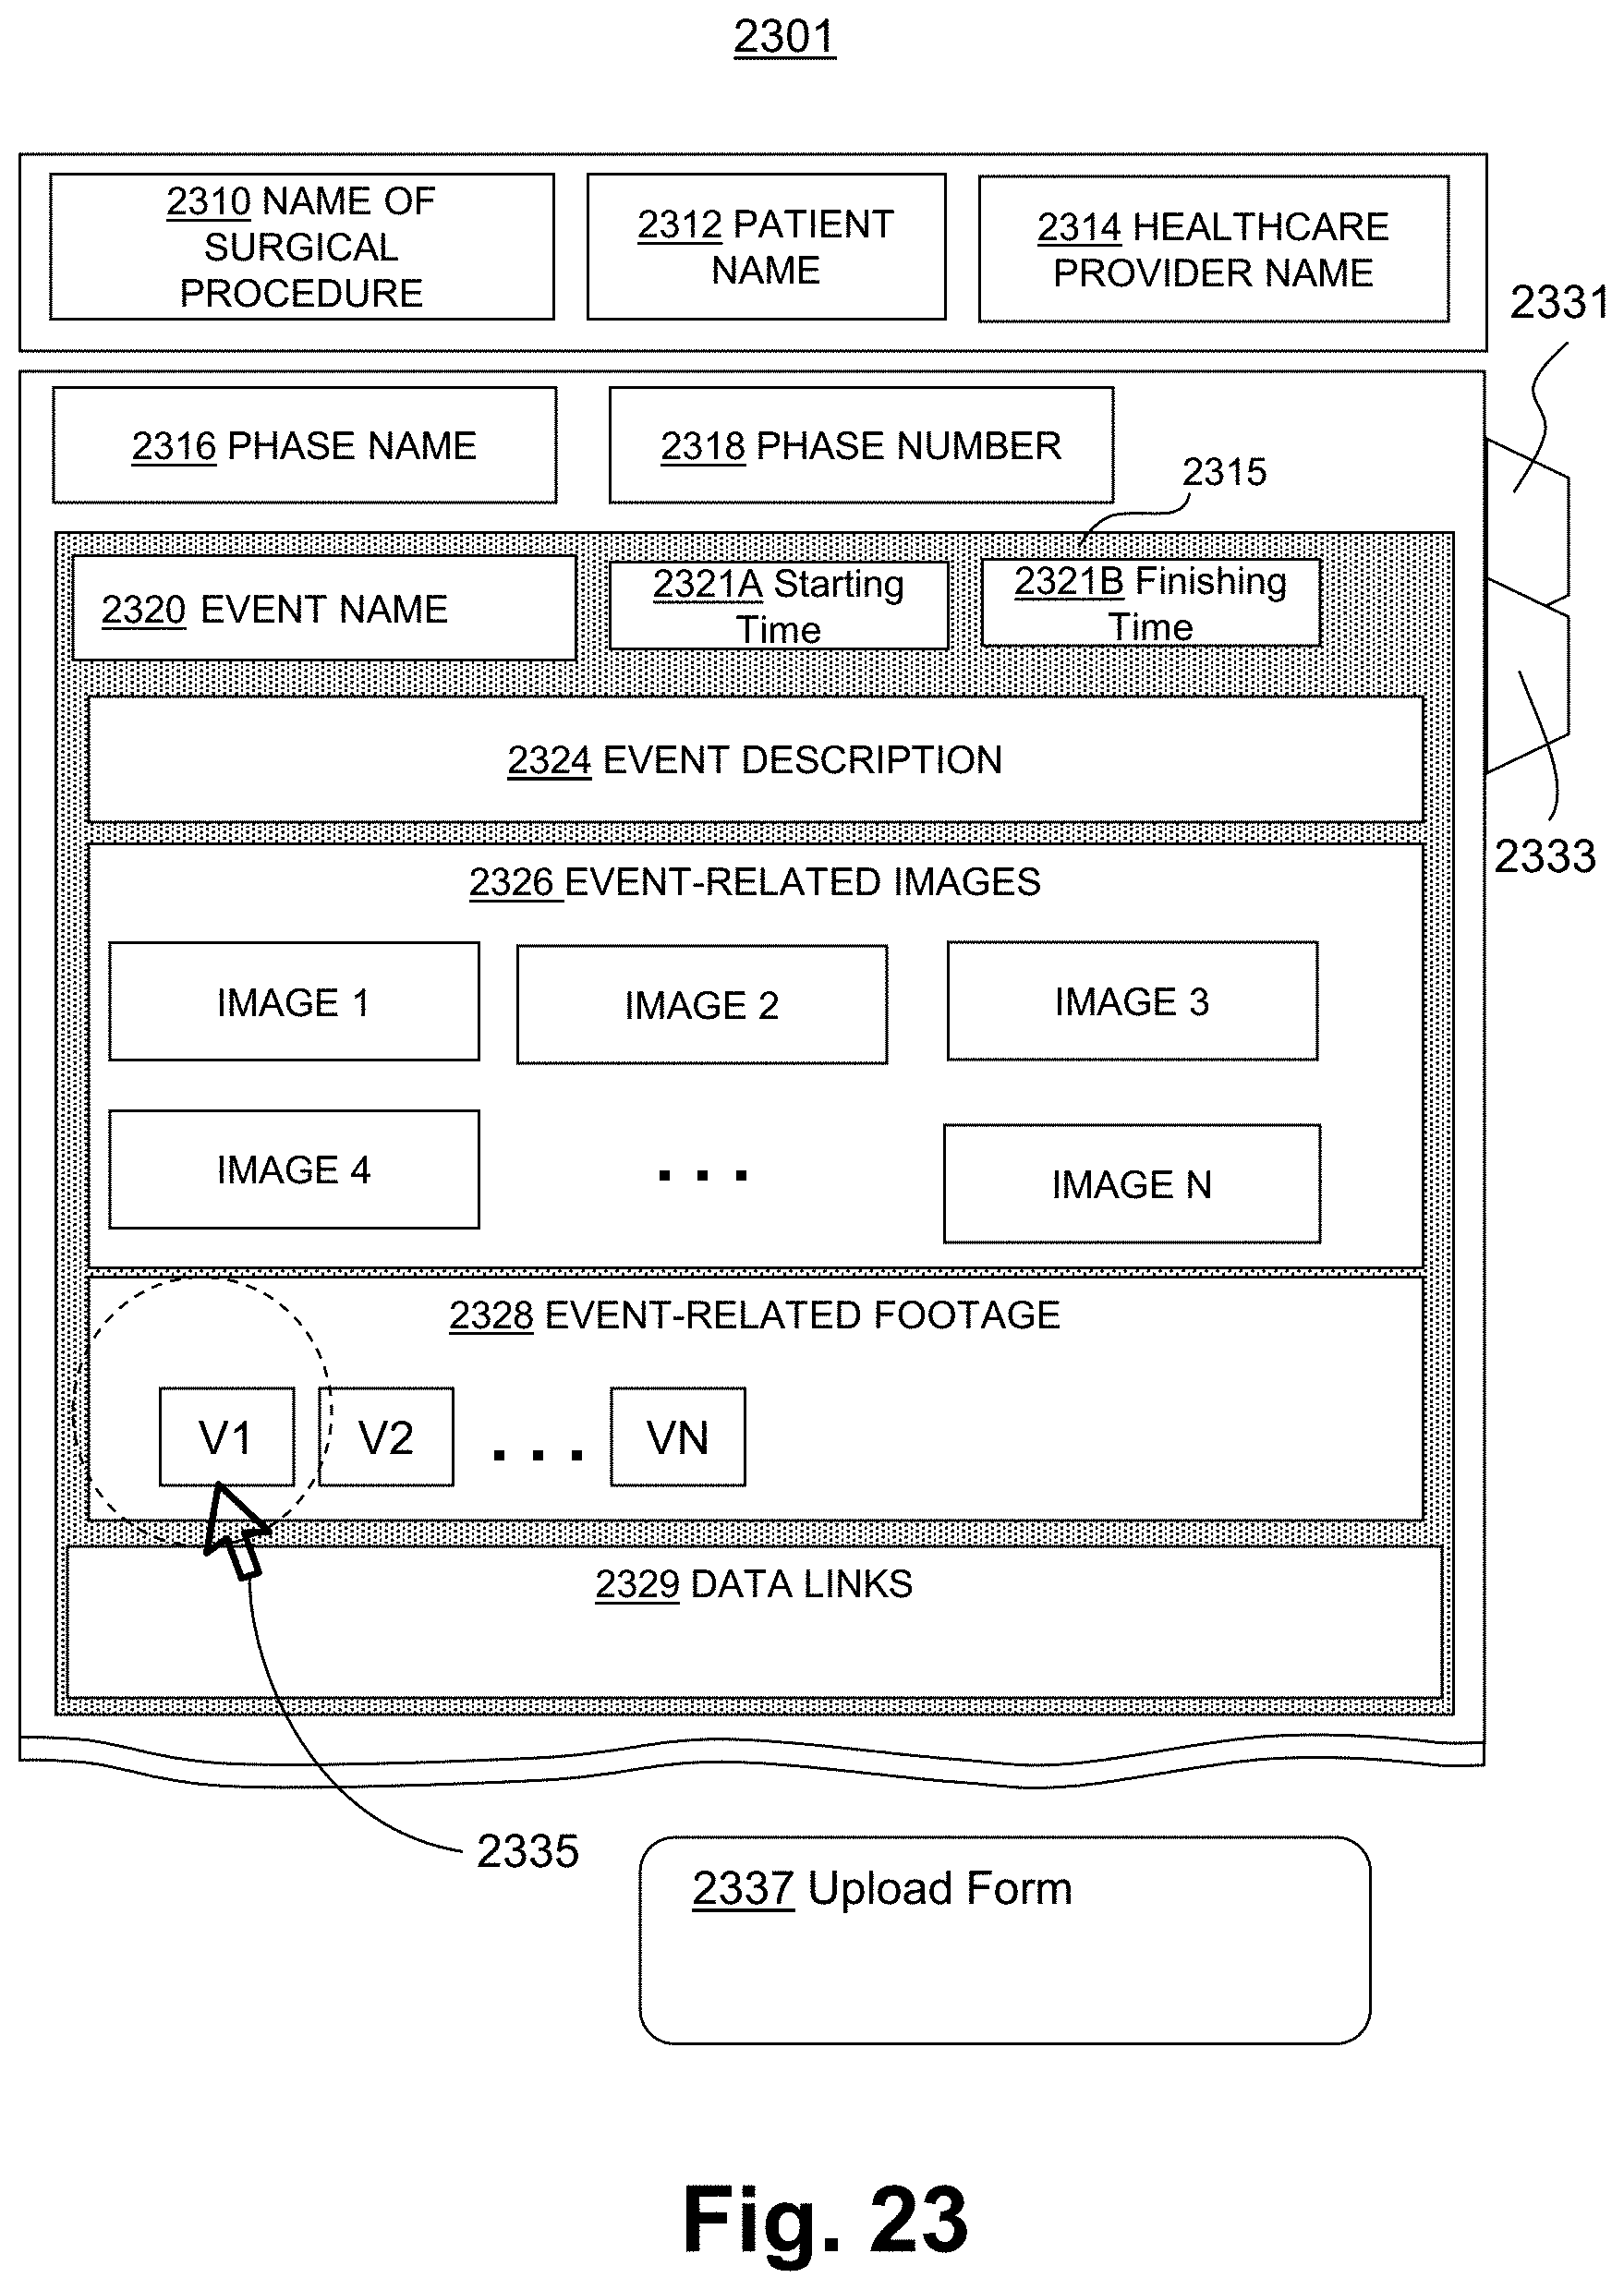 2301
2310 NAME OF
SURGICAL
PROCEDURE
2312 PATIENT
NAME
2314 HEALTHCARE
PROVIDER NAME
2331
2316 PHASE NAME
2318 PHASE NUMBER
2315
2320 EVENT NAME
2321A Starting
Time
2321B Finishing
Time
2324 EVENT DESCRIPTION
2333
2326 EVENT-RELATED IMAGES
IMAGE 1
IMAGE 2
IMAGE 3
IMAGE 4
...
IMAGE N
2328 EVENT-RELATED FOOTAGE
V1
V2
...
VN
2329 DATA LINKS
2335
2337 Upload Form
Fig. 23